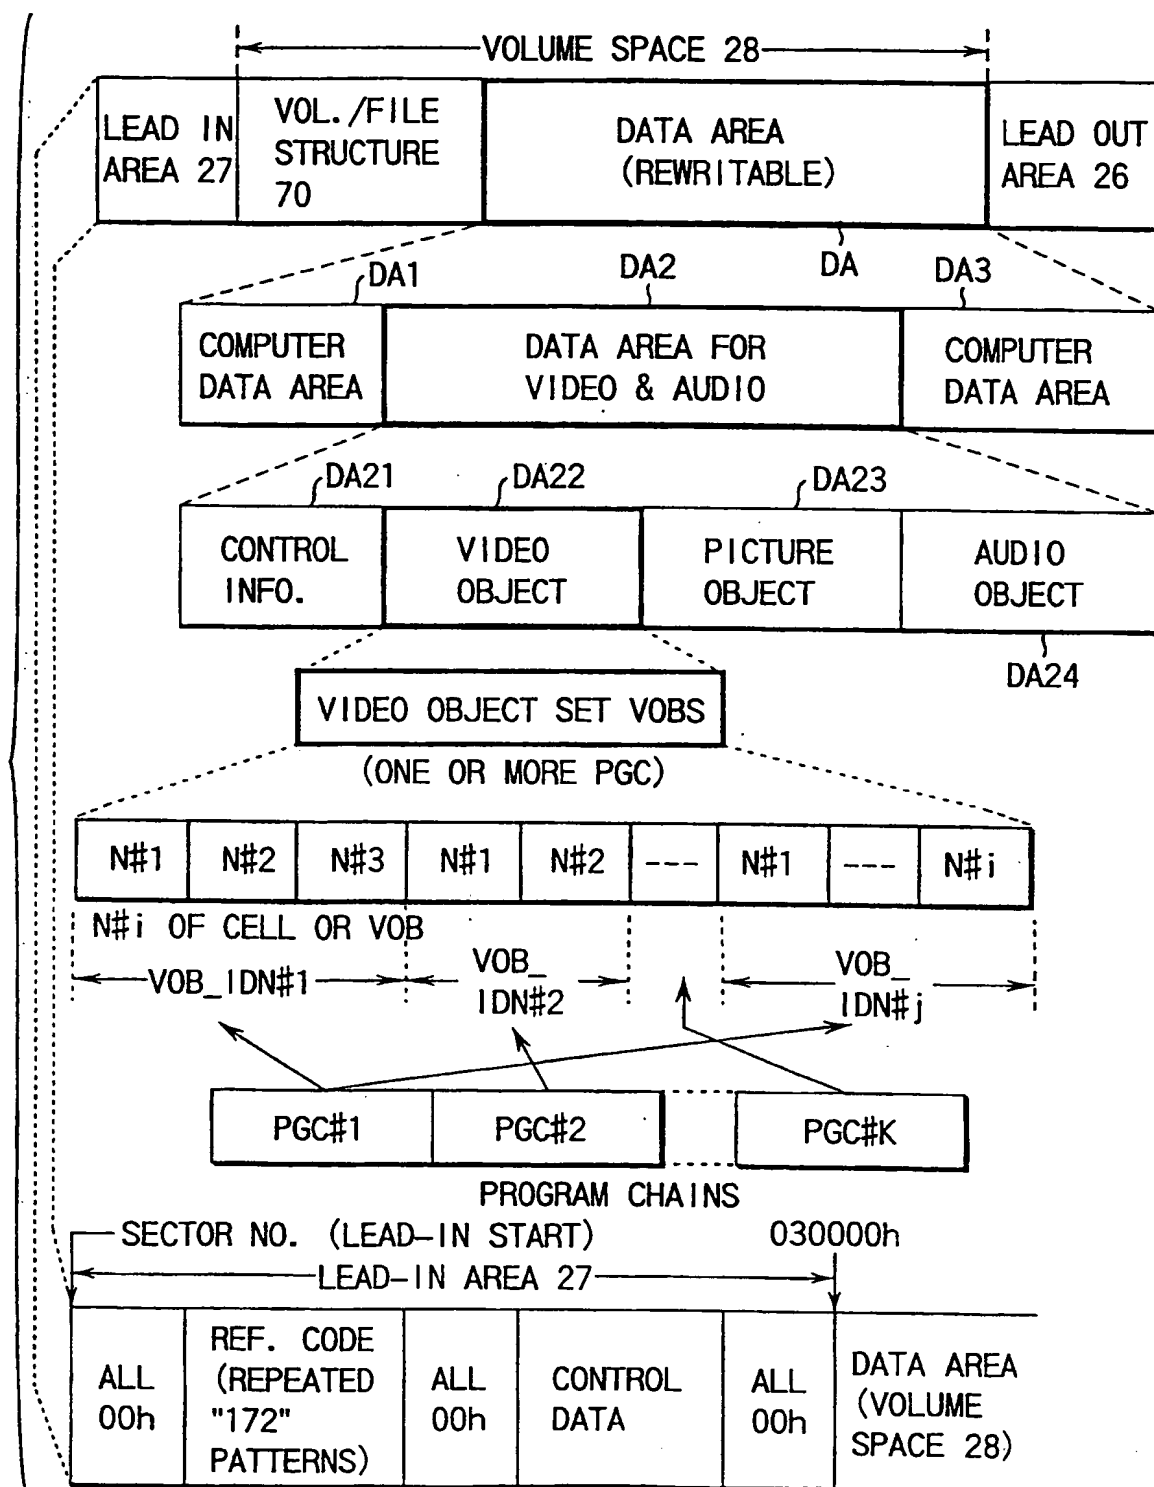 VOLUME SPACE 28
LEAD IN
AREA 27
VOL./FILE
STRUCTURE
70
DATA AREA
(REWRITABLE)
LEAD OUT
AREA 26
DA1
DA2
DA
DA3
COMPUTER
DATA AREA
DATA AREA FOR
VIDEO & AUDIO
COMPUTER
DATA AREA
DA21
DA22
DA23
CONTROL
INFO.
VIDEO
OBJECT
PICTURE
OBJECT
AUDIO
OBJECT
DA24
VIDEO OBJECT SET VOBS
(ONE OR MORE PGC)
N#1 N#2 N#3 N#1 N#2 --- N#1 --- N#i
N#i OF CELL OR VOB
VOB_IDN#1
VOB_
IDN#2
VOB_
IDN#j
PGC#1 PGC#2 PGC#K
PROGRAM CHAINS
SECTOR NO. (LEAD-IN START) 030000h
LEAD-IN AREA 27
ALL
00h
REF. CODE
(REPEATED
"172"
PATTERNS)
ALL
00h
CONTROL
DATA
ALL
00h
DATA AREA
(VOLUME
SPACE 28)